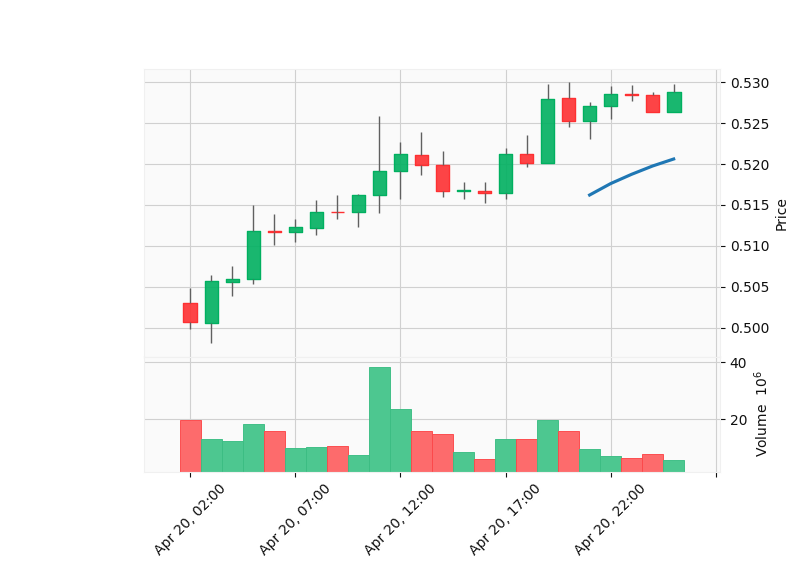 0.530
0.525
0.520
0.515
0.510
0.505
0.500
Price
40
20
Volume 10⁶
Apr 20, 02:00
Apr 20, 07:00
Apr 20, 12:00
Apr 20, 17:00
Apr 20, 22:00